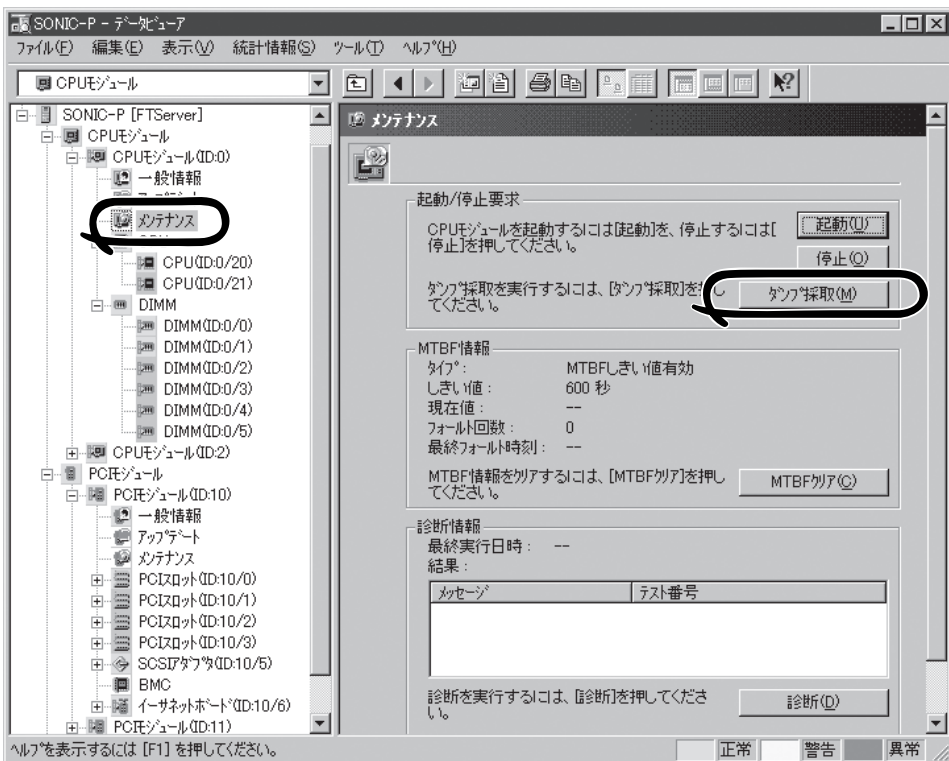 SONIC-P - データビューア
ファイル(F) 編集(E) 表示(V) 統計情報(S) ツール(T) ヘルプ(H)
CPUモジュール
SONIC-P [FTServer]
CPUモジュール
CPUモジュール(ID:0)
一般情報
メンテナンス
CPU(ID:0/20)
CPU(ID:0/21)
DIMM
DIMM(ID:0/0)
DIMM(ID:0/1)
DIMM(ID:0/2)
DIMM(ID:0/3)
DIMM(ID:0/4)
DIMM(ID:0/5)
CPUモジュール(ID:2)
PCIモジュール
PCIモジュール(ID:10)
一般情報
アップデート
メンテナンス
PCIスロット(ID:10/0)
PCIスロット(ID:10/1)
PCIスロット(ID:10/2)
PCIスロット(ID:10/3)
SCSIアダプタ(ID:10/5)
BMC
イーサネットボード(ID:10/6)
PCIモジュール(ID:11)
メンテナンス
起動/停止要求
CPUモジュールを起動するには[起動]を、停止するには[
停止]を押してください。
起動(U)
停止(O)
ダンプ採取を実行するには、[ダンプ採取]を押し
てください。
ダンプ採取(M)
MTBF情報
タイプ: MTBFしきい値有効
しきい値: 600 秒
現在値: --
フォールト回数: 0
最終フォールト時刻: --
MTBF情報をクリアするには、[MTBFクリア]を押し
てください。
MTBFクリア(C)
診断情報
最終実行日時: --
結果:
メッセージ テスト番号
診断を実行するには、[診断]を押してくださ
い。
診断(D)
ヘルプを表示するには [F1] を押してください。
正常 警告 異常